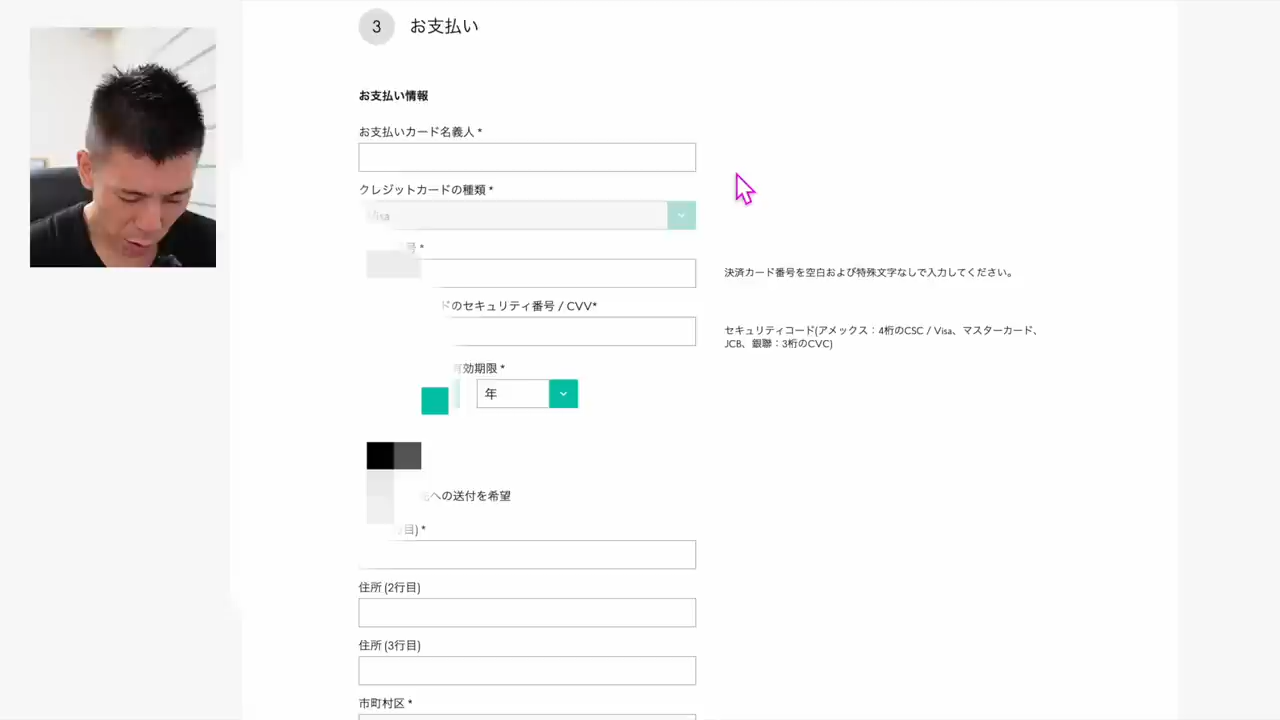 3 お支払い
お支払い情報
お支払いカード名義人 *
クレジットカードの種類 *
Visa
号 *
決済カード番号を空白および特殊文字なしで入力してください。
ドのセキュリティ番号 / CVV*
セキュリティコード(アメックス：4桁のCSC / Visa、マスターカード、
JCB、銀聯：3桁のCVC)
有効期限 *
年
への送付を希望
目) *
住所 (2行目)
住所 (3行目)
市町村区 *